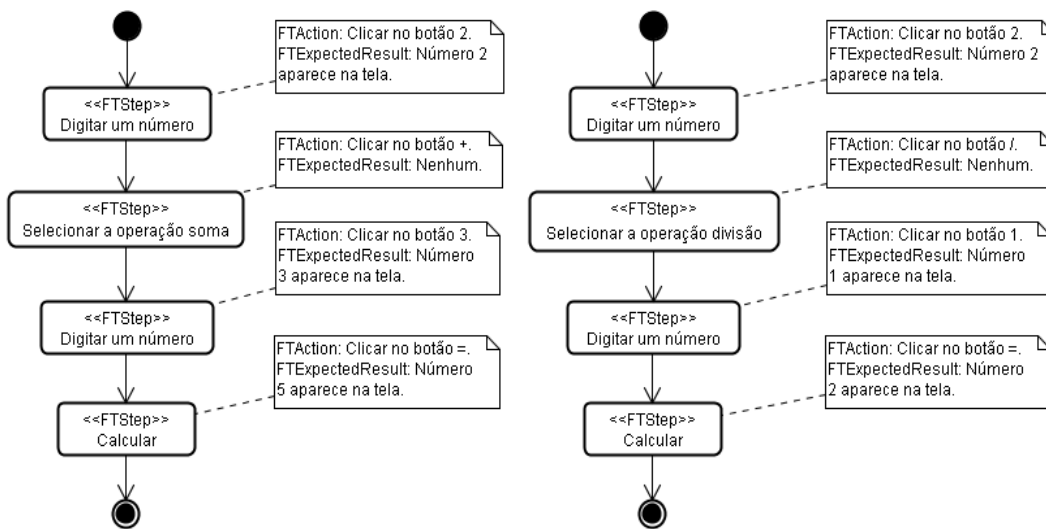 FTAction: Clicar no botão 2.
FTExpectedResult: Número 2
aparece na tela.
<<FTStep>>
Digitar um número
FTAction: Clicar no botão +.
FTExpectedResult: Nenhum.
<<FTStep>>
Selecionar a operação soma
FTAction: Clicar no botão 3.
FTExpectedResult: Número
3 aparece na tela.
<<FTStep>>
Digitar um número
FTAction: Clicar no botão =.
FTExpectedResult: Número
5 aparece na tela.
<<FTStep>>
Calcular
FTAction: Clicar no botão 2.
FTExpectedResult: Número 2
aparece na tela.
<<FTStep>>
Digitar um número
FTAction: Clicar no botão /.
FTExpectedResult: Nenhum.
<<FTStep>>
Selecionar a operação divisão
FTAction: Clicar no botão 1.
FTExpectedResult: Número
1 aparece na tela.
<<FTStep>>
Digitar um número
FTAction: Clicar no botão =.
FTExpectedResult: Número
2 aparece na tela.
<<FTStep>>
Calcular